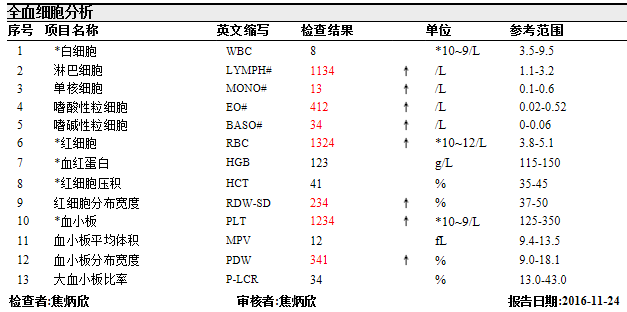 全血细胞分析
序号 项目名称 英文缩写 检查结果 单位 参考范围
1 *白细胞 WBC 8 *10~9/L 3.5-9.5
2 淋巴细胞 LYMPH# 1134 ↑ /L 1.1-3.2
3 单核细胞 MONO# 13 ↑ /L 0.1-0.6
4 嗜酸性粒细胞 EO# 412 ↑ /L 0.02-0.52
5 嗜碱性粒细胞 BASO# 34 ↑ /L 0-0.06
6 *红细胞 RBC 1324 ↑ *10~12/L 3.8-5.1
7 *血红蛋白 HGB 123 g/L 115-150
8 *红细胞压积 HCT 41 % 35-45
9 红细胞分布宽度 RDW-SD 234 ↑ % 37-50
10 *血小板 PLT 1234 ↑ *10~9/L 125-350
11 血小板平均体积 MPV 12 fL 9.4-13.5
12 血小板分布宽度 PDW 341 ↑ % 9.0-18.1
13 大血小板比率 P-LCR 34 % 13.0-43.0
检查者:焦炳欣 审核者:焦炳欣 报告日期:2016-11-24